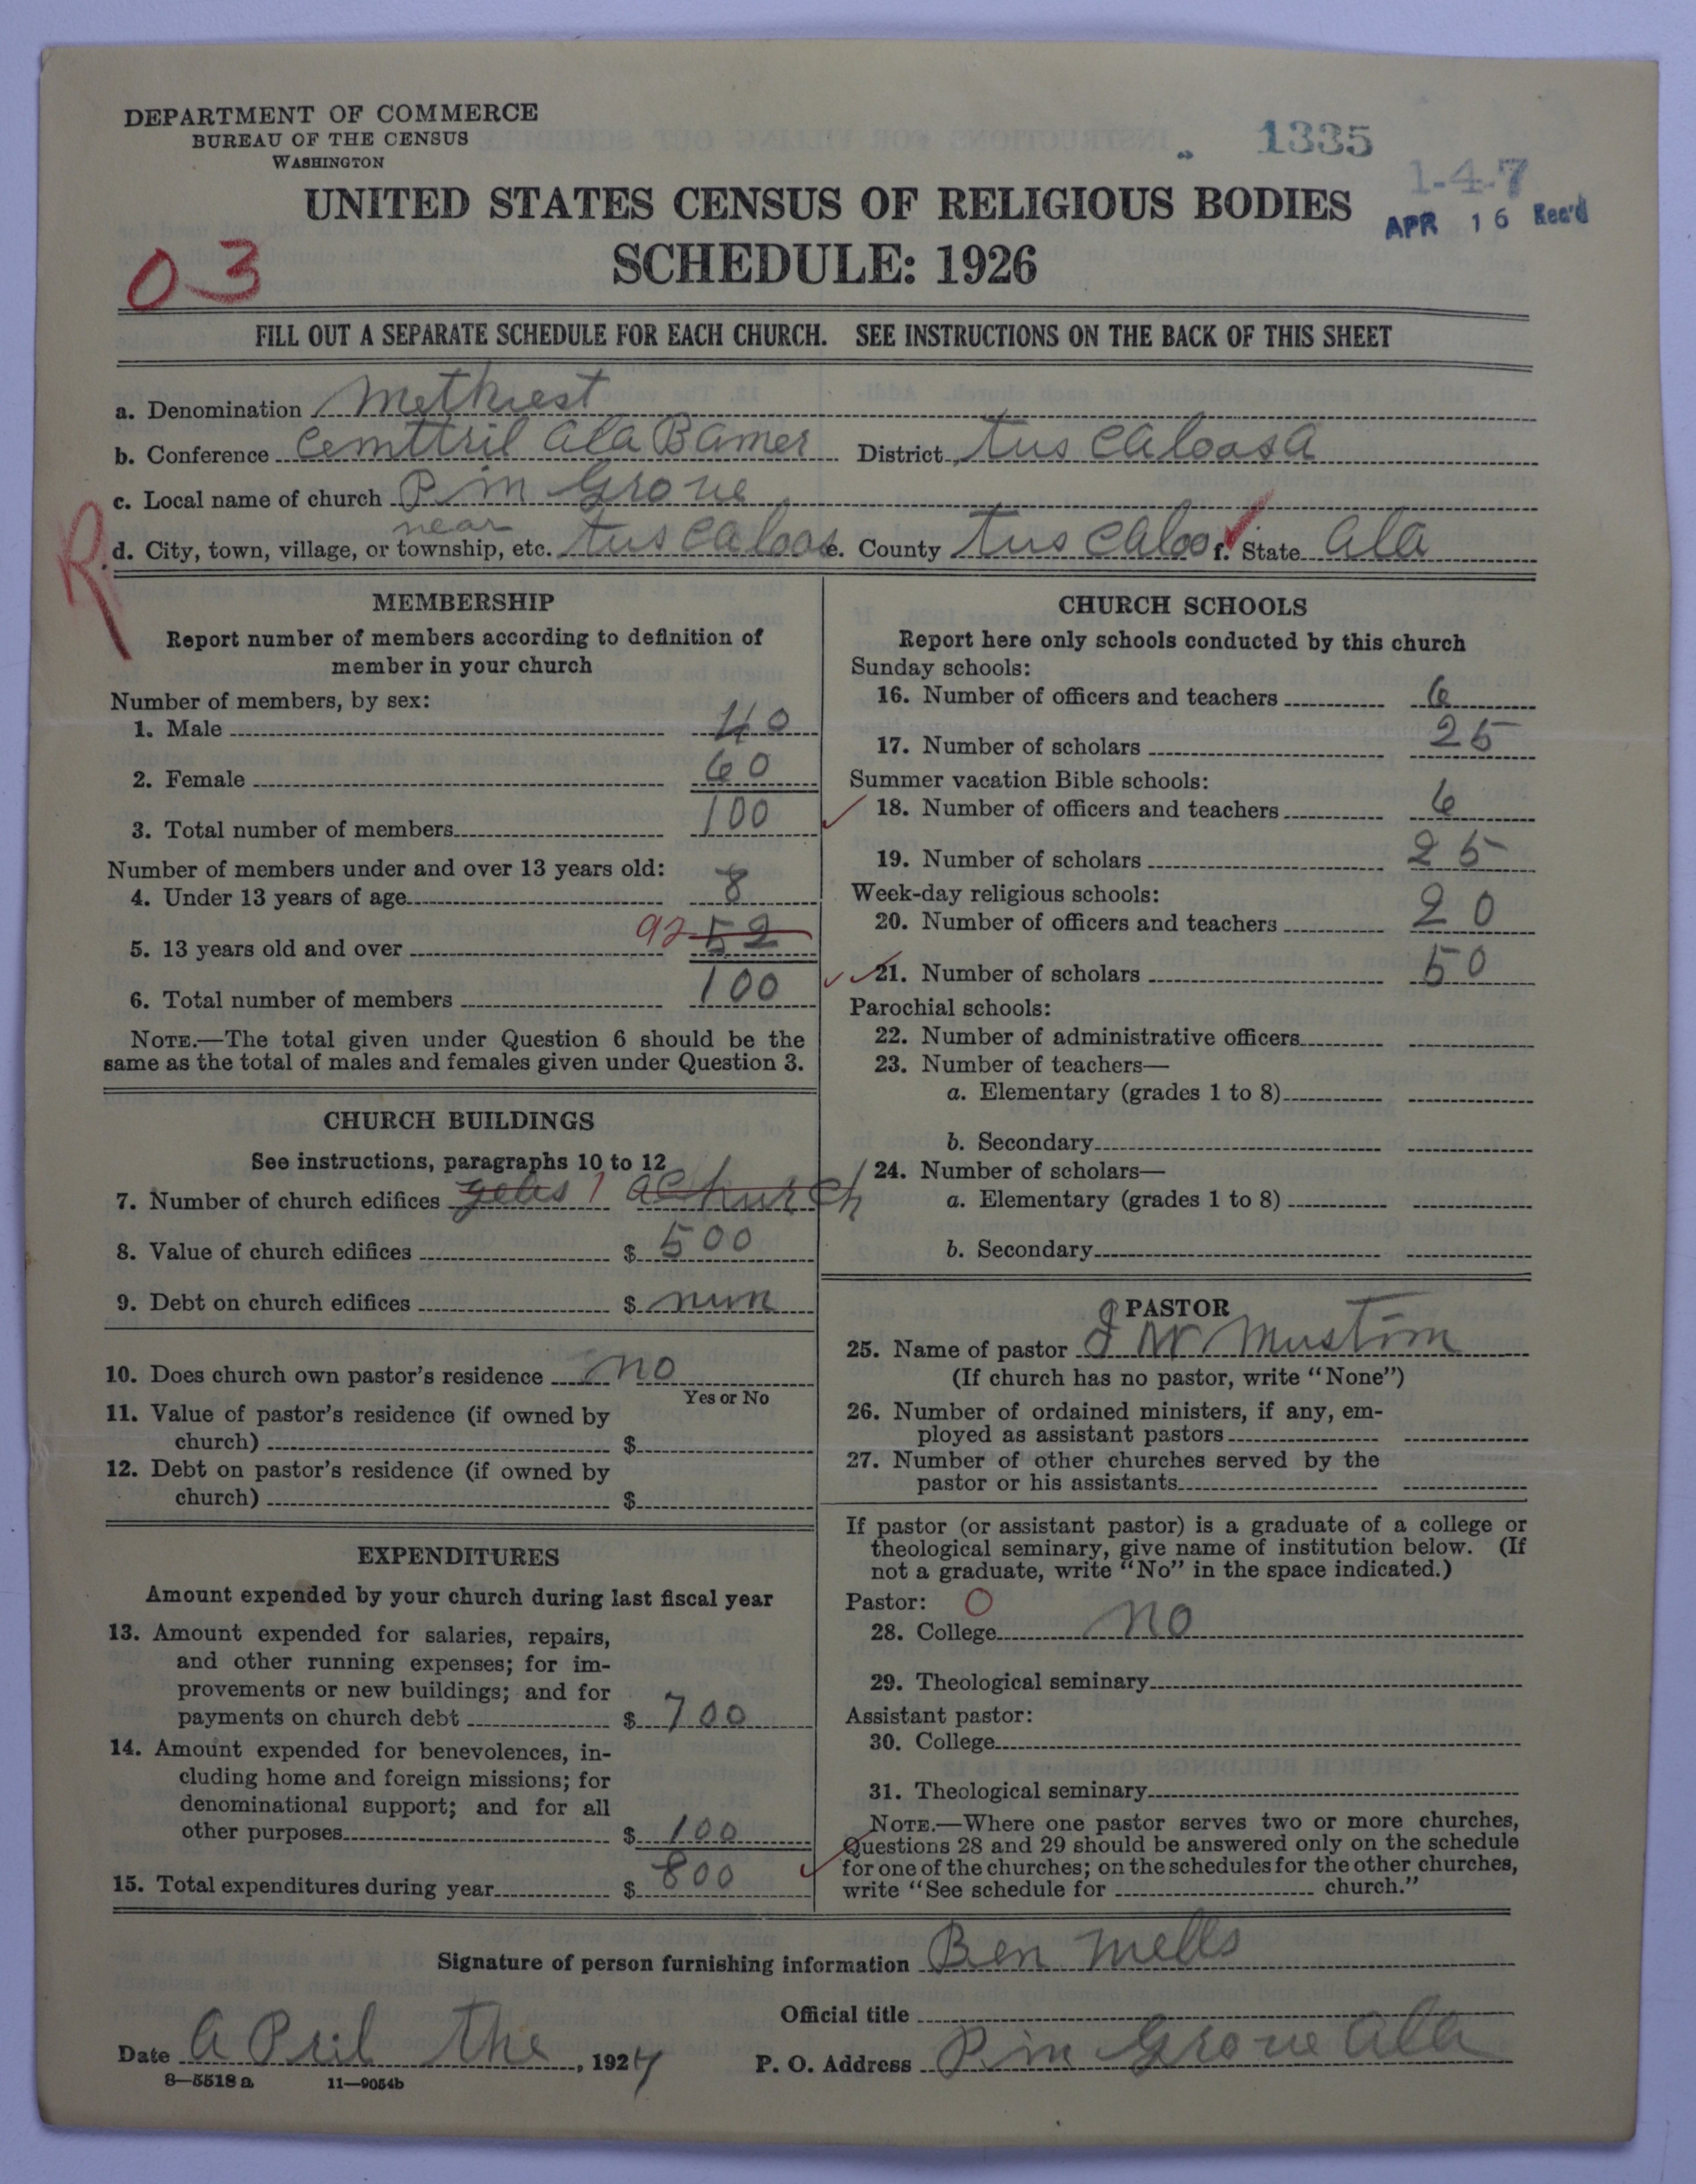 DEPARTMENT OF COMMERCE
BUREAU OF THE CENSUS
WASHINGTON
1335
1-4-7
APR 16 Rec'd
UNITED STATES CENSUS OF RELIGIOUS BODIES
SCHEDULE: 1926
03
FILL OUT A SEPARATE SCHEDULE FOR EACH CHURCH. SEE INSTRUCTIONS ON THE BACK OF THIS SHEET
a. Denomination Methiest
b. Conference Cemttril Ala Bamer District tus caloosa
c. Local name of church Pin Grove
near
R d. City, town, village, or township, etc. tus caloos e. County tus caloo f. State Ala
MEMBERSHIP
Report number of members according to definition of
member in your church
Number of members, by sex:
1. Male 40
2. Female 60
3. Total number of members 100
Number of members under and over 13 years old:
4. Under 13 years of age 8
5. 13 years old and over 92 52
6. Total number of members 100
NOTE.—The total given under Question 6 should be the
same as the total of males and females given under Question 3.
CHURCH BUILDINGS
See instructions, paragraphs 10 to 12
7. Number of church edifices 1 a church
8. Value of church edifices $ 500
9. Debt on church edifices $ nun
10. Does church own pastor's residence no
Yes or No
11. Value of pastor's residence (if owned by
church) $
12. Debt on pastor's residence (if owned by
church) $
EXPENDITURES
Amount expended by your church during last fiscal year
13. Amount expended for salaries, repairs,
and other running expenses; for im-
provements or new buildings; and for
payments on church debt $ 700
14. Amount expended for benevolences, in-
cluding home and foreign missions; for
denominational support; and for all
other purposes $ 100
15. Total expenditures during year $ 800
CHURCH SCHOOLS
Report here only schools conducted by this church
Sunday schools:
16. Number of officers and teachers 6
17. Number of scholars 25
Summer vacation Bible schools:
18. Number of officers and teachers 6
19. Number of scholars 25
Week-day religious schools:
20. Number of officers and teachers 20
21. Number of scholars 50
Parochial schools:
22. Number of administrative officers
23. Number of teachers—
a. Elementary (grades 1 to 8)
b. Secondary
24. Number of scholars—
a. Elementary (grades 1 to 8)
b. Secondary
PASTOR
25. Name of pastor J W Mustim
(If church has no pastor, write "None")
26. Number of ordained ministers, if any, em-
ployed as assistant pastors
27. Number of other churches served by the
pastor or his assistants
If pastor (or assistant pastor) is a graduate of a college or
theological seminary, give name of institution below. (If
not a graduate, write "No" in the space indicated.)
Pastor: O
28. College no
29. Theological seminary
Assistant pastor:
30. College
31. Theological seminary
NOTE.—Where one pastor serves two or more churches,
Questions 28 and 29 should be answered only on the schedule
for one of the churches; on the schedules for the other churches,
write "See schedule for church."
Signature of person furnishing information Ben Mells
Official title
Date A Pril the, 1927 P. O. Address Pin Grove Ala
8—5518a 11—9054b